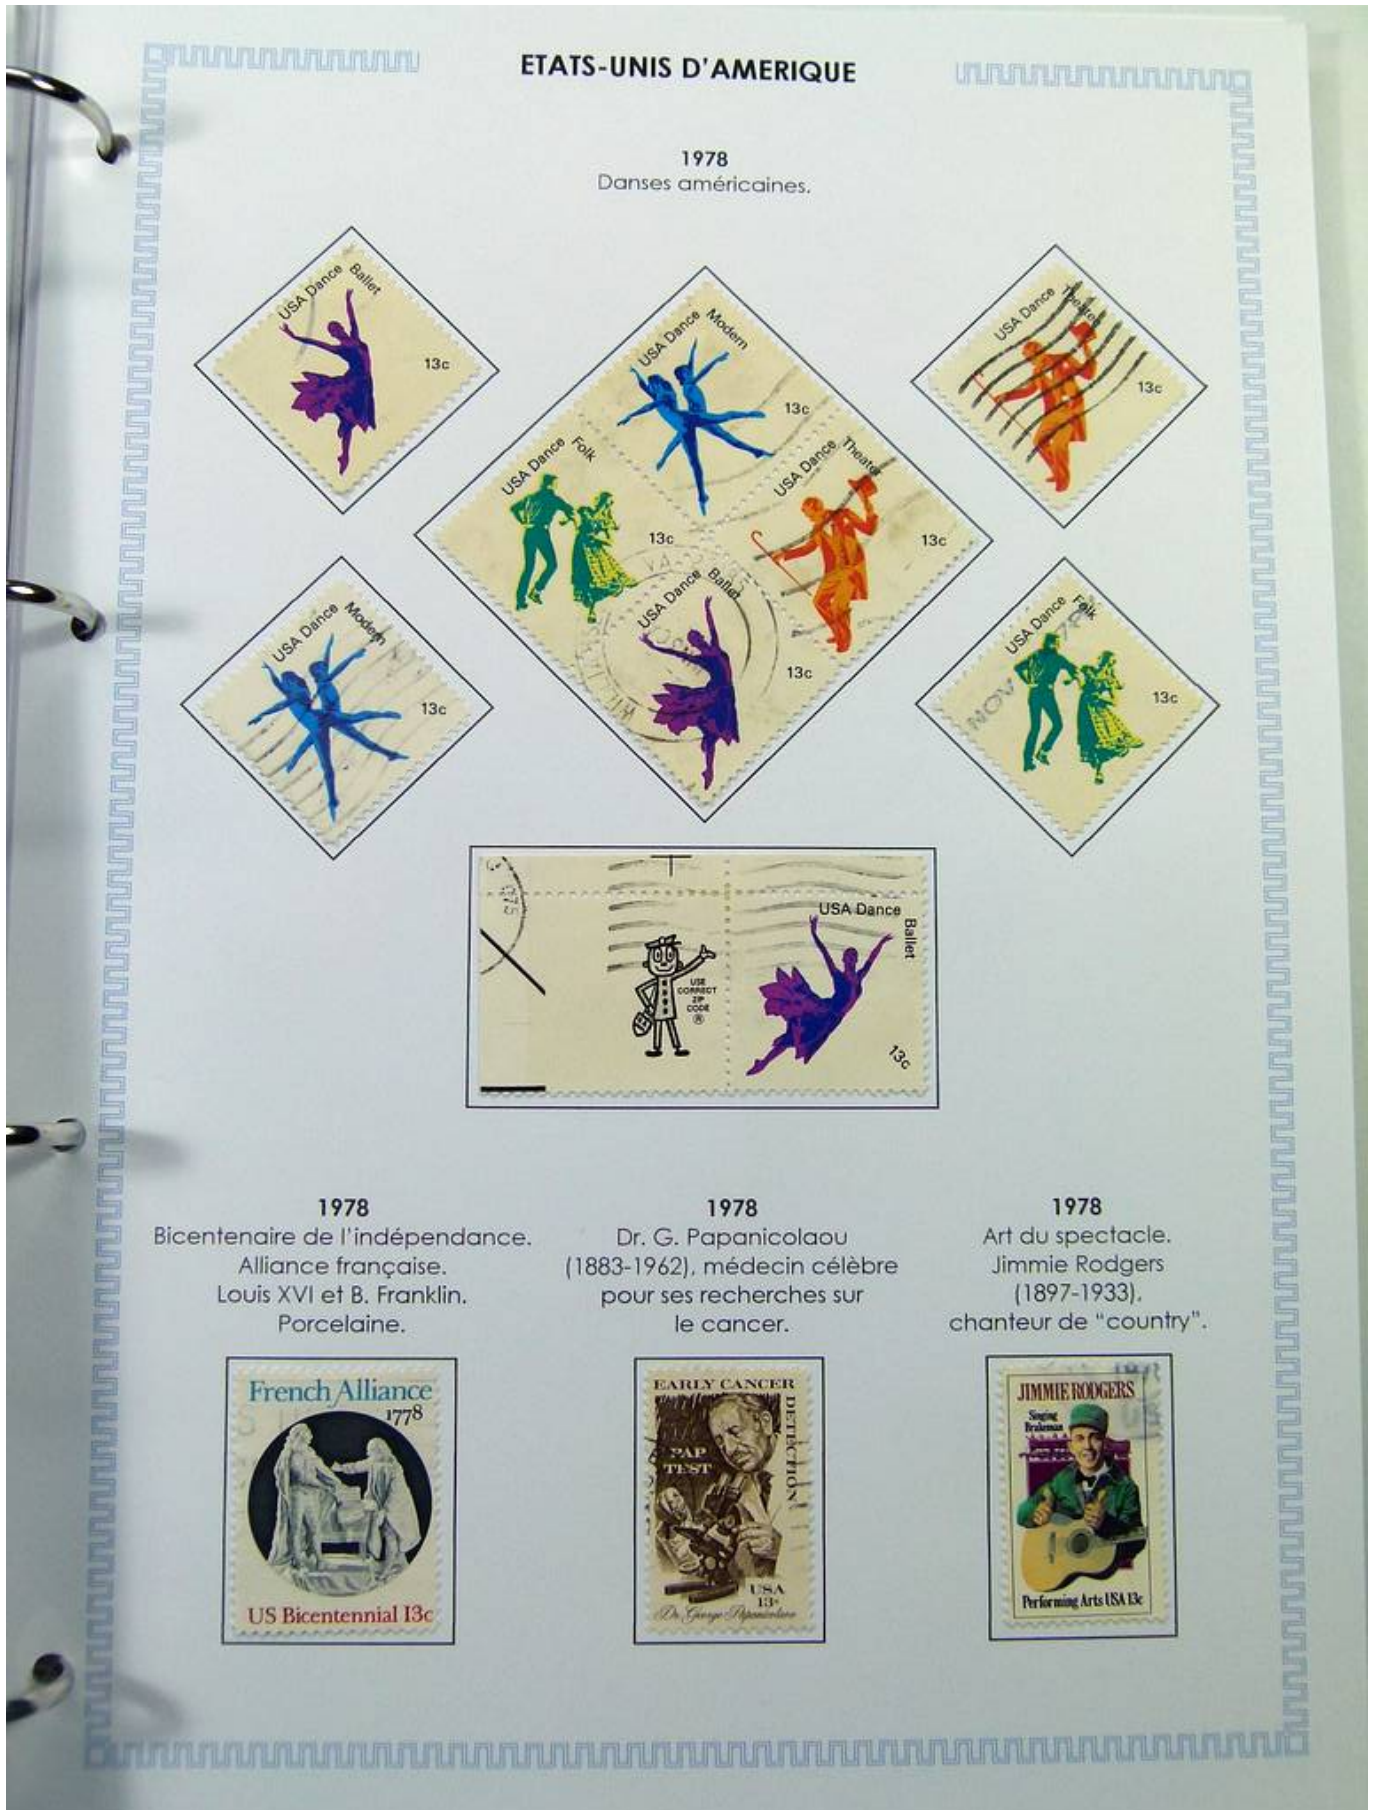 ETATS-UNIS D'AMERIQUE
1978
Danses américaines.
USA Dance Ballet
13c
USA Dance Modern
13c
USA Dance Theater
13c
USA Dance Folk
13c
USA Dance Theater
13c
USA Dance Ballet
13c
USA Dance Modern
13c
USA Dance Folk
13c
NOV
USA Dance Ballet
13c
USE
CORRECT
ZIP
CODE
®
1978
Bicentenaire de l'indépendance.
Alliance française.
Louis XVI et B. Franklin.
Porcelaine.
1978
Dr. G. Papanicolaou
(1883-1962), médecin célèbre
pour ses recherches sur
le cancer.
1978
Art du spectacle.
Jimmie Rodgers
(1897-1933),
chanteur de "country".
French Alliance
1778
US Bicentennial 13c
EARLY CANCER
DETECTION
PAP
TEST
USA
13c
Dr. George Papanicolaou
JIMMIE RODGERS
Singing
Brakeman
Performing Arts USA 13c